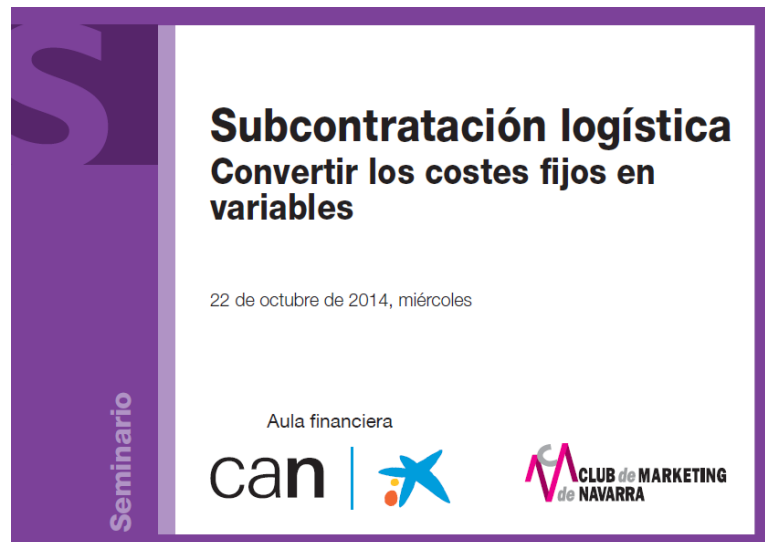 S
Subcontratación logística
Convertir los costes fijos en
variables
22 de octubre de 2014, miércoles
Seminario
Aula financiera
can
CLUB de MARKETING
de NAVARRA